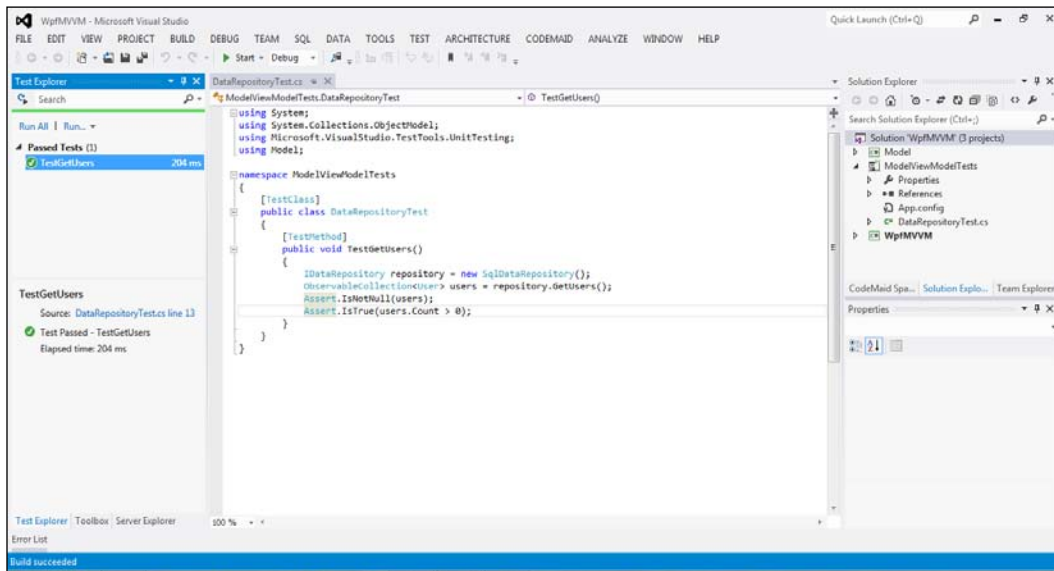 WpfMVVM - Microsoft Visual Studio
Quick Launch (Ctrl+Q)
FILE EDIT VIEW PROJECT BUILD DEBUG TEAM SQL DATA TOOLS TEST ARCHITECTURE CODEMAID ANALYZE WINDOW HELP
Start Debug
Test Explorer
Search
Run All | Run...
Passed Tests (1)
TestGetUsers 204 ms
TestGetUsers
Source: DataRepositoryTest.cs line 13
Test Passed - TestGetUsers
Elapsed time: 204 ms
Test Explorer Toolbox Server Explorer
DataRepositoryTest.cs
ModelViewModelTests.DataRepositoryTest
TestGetUsers()
using System;
using System.Collections.ObjectModel;
using Microsoft.VisualStudio.TestTools.UnitTesting;
using Model;
namespace ModelViewModelTests
{
[TestClass]
public class DataRepositoryTest
{
[TestMethod]
public void TestGetUsers()
{
IDataRepository repository = new SqlDataRepository();
ObservableCollection<User> users = repository.GetUsers();
Assert.IsNotNull(users);
Assert.IsTrue(users.Count > 0);
}
}
}
100 %
Solution Explorer
Search Solution Explorer (Ctrl+;)
Solution 'WpfMVVM' (3 projects)
Model
ModelViewModelTests
Properties
References
App.config
C# DataRepositoryTest.cs
WpfMVVM
CodeMaid Spa... Solution Explo... Team Explorer
Properties
Error List
Build succeeded